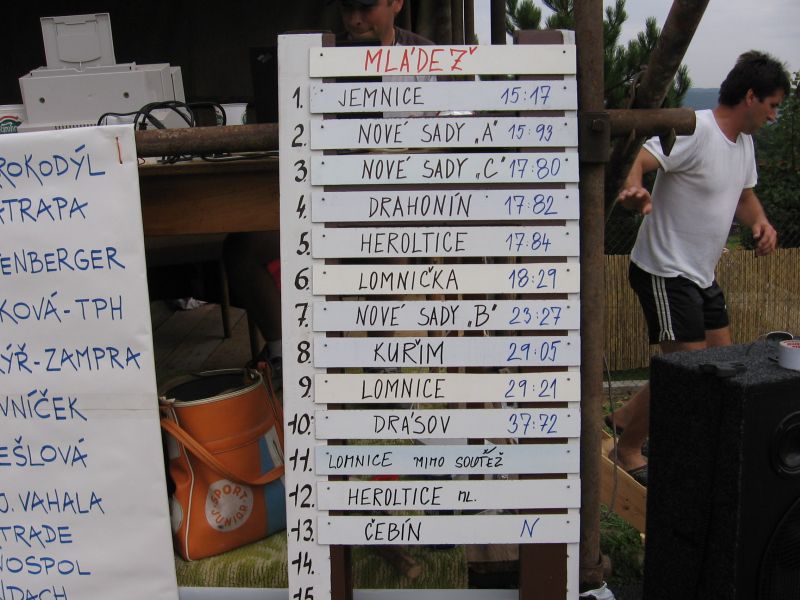 MLÁDEŽ
1. JEMNICE 15:17
2. NOVÉ SADY „A" 15:93
3. NOVÉ SADY „C" 17:80
4. DRAHONÍN 17:82
5. HEROLTICE 17:84
6. LOMNIČKA 18:29
7. NOVÉ SADY „B" 23:27
8. KUŘIM 29:05
9. LOMNICE 29:21
10. DRÁSOV 37:72
11. LOMNICE MIMO SOUTĚŽ
12. HEROLTICE ML.
13. ČEBÍN N
14.
15
ROKODÝL
TRAPA
ENBERGER
KOVÁ-TPH
ÝŘ-ZAMPRA
VNÍČEK
EŠLOVÁ
J. VAHALA
TRADE
NOSPOL
NDACH
SPORT
JUNIOR